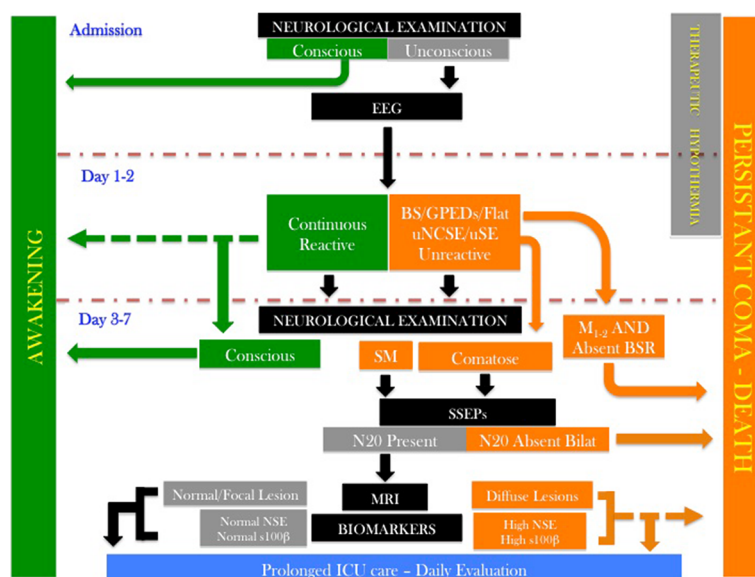 Admission
NEUROLOGICAL EXAMINATION
Conscious
Unconscious
EEG
THERAPEUTIC HYPOTHERMIA
Day 1-2
Continuous
Reactive
BS/GPEDs/Flat
uNCSE/uSE
Unreactive
AWAKENING
PERSISTANT COMA - DEATH
Day 3-7
NEUROLOGICAL EXAMINATION
M1-2 AND
Absent BSR
Conscious
SM
Comatose
SSEPs
N20 Present
N20 Absent Bilat
Normal/Focal Lesion
MRI
Diffuse Lesions
Normal NSE
Normal s100β
BIOMARKERS
High NSE
High s100β
Prolonged ICU care – Daily Evaluation